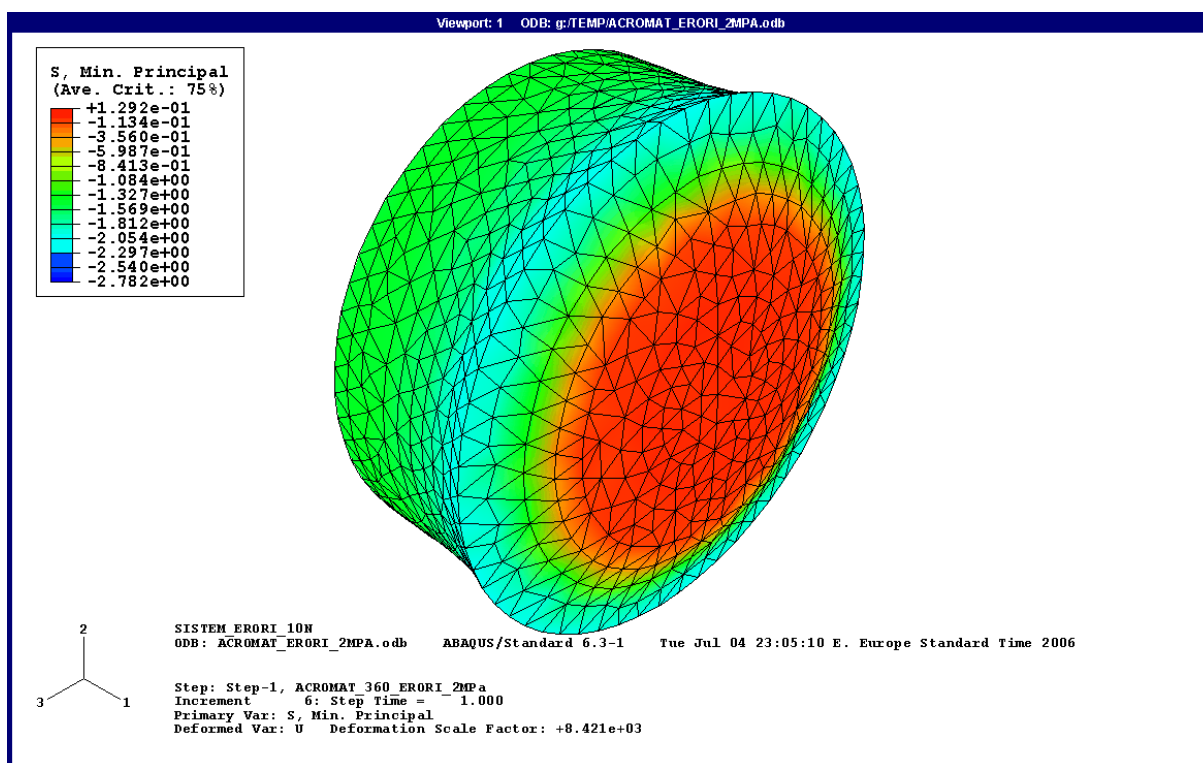 Viewport: 1 ODB: g:/TEMP/ACROMAT_ERORI_2MPA.odb
S, Min. Principal
(Ave. Crit.: 75%)
+1.292e-01
-1.134e-01
-3.560e-01
-5.987e-01
-8.413e-01
-1.084e+00
-1.327e+00
-1.569e+00
-1.812e+00
-2.054e+00
-2.297e+00
-2.540e+00
-2.782e+00
2
3 1
SISTEM_ERORI_10N
ODB: ACROMAT_ERORI_2MPA.odb ABAQUS/Standard 6.3-1 Tue Jul 04 23:05:10 E. Europe Standard Time 2006
Step: Step-1, ACROMAT_360_ERORI_2MPa
Increment 6: Step Time = 1.000
Primary Var: S, Min. Principal
Deformed Var: U Deformation Scale Factor: +8.421e+03